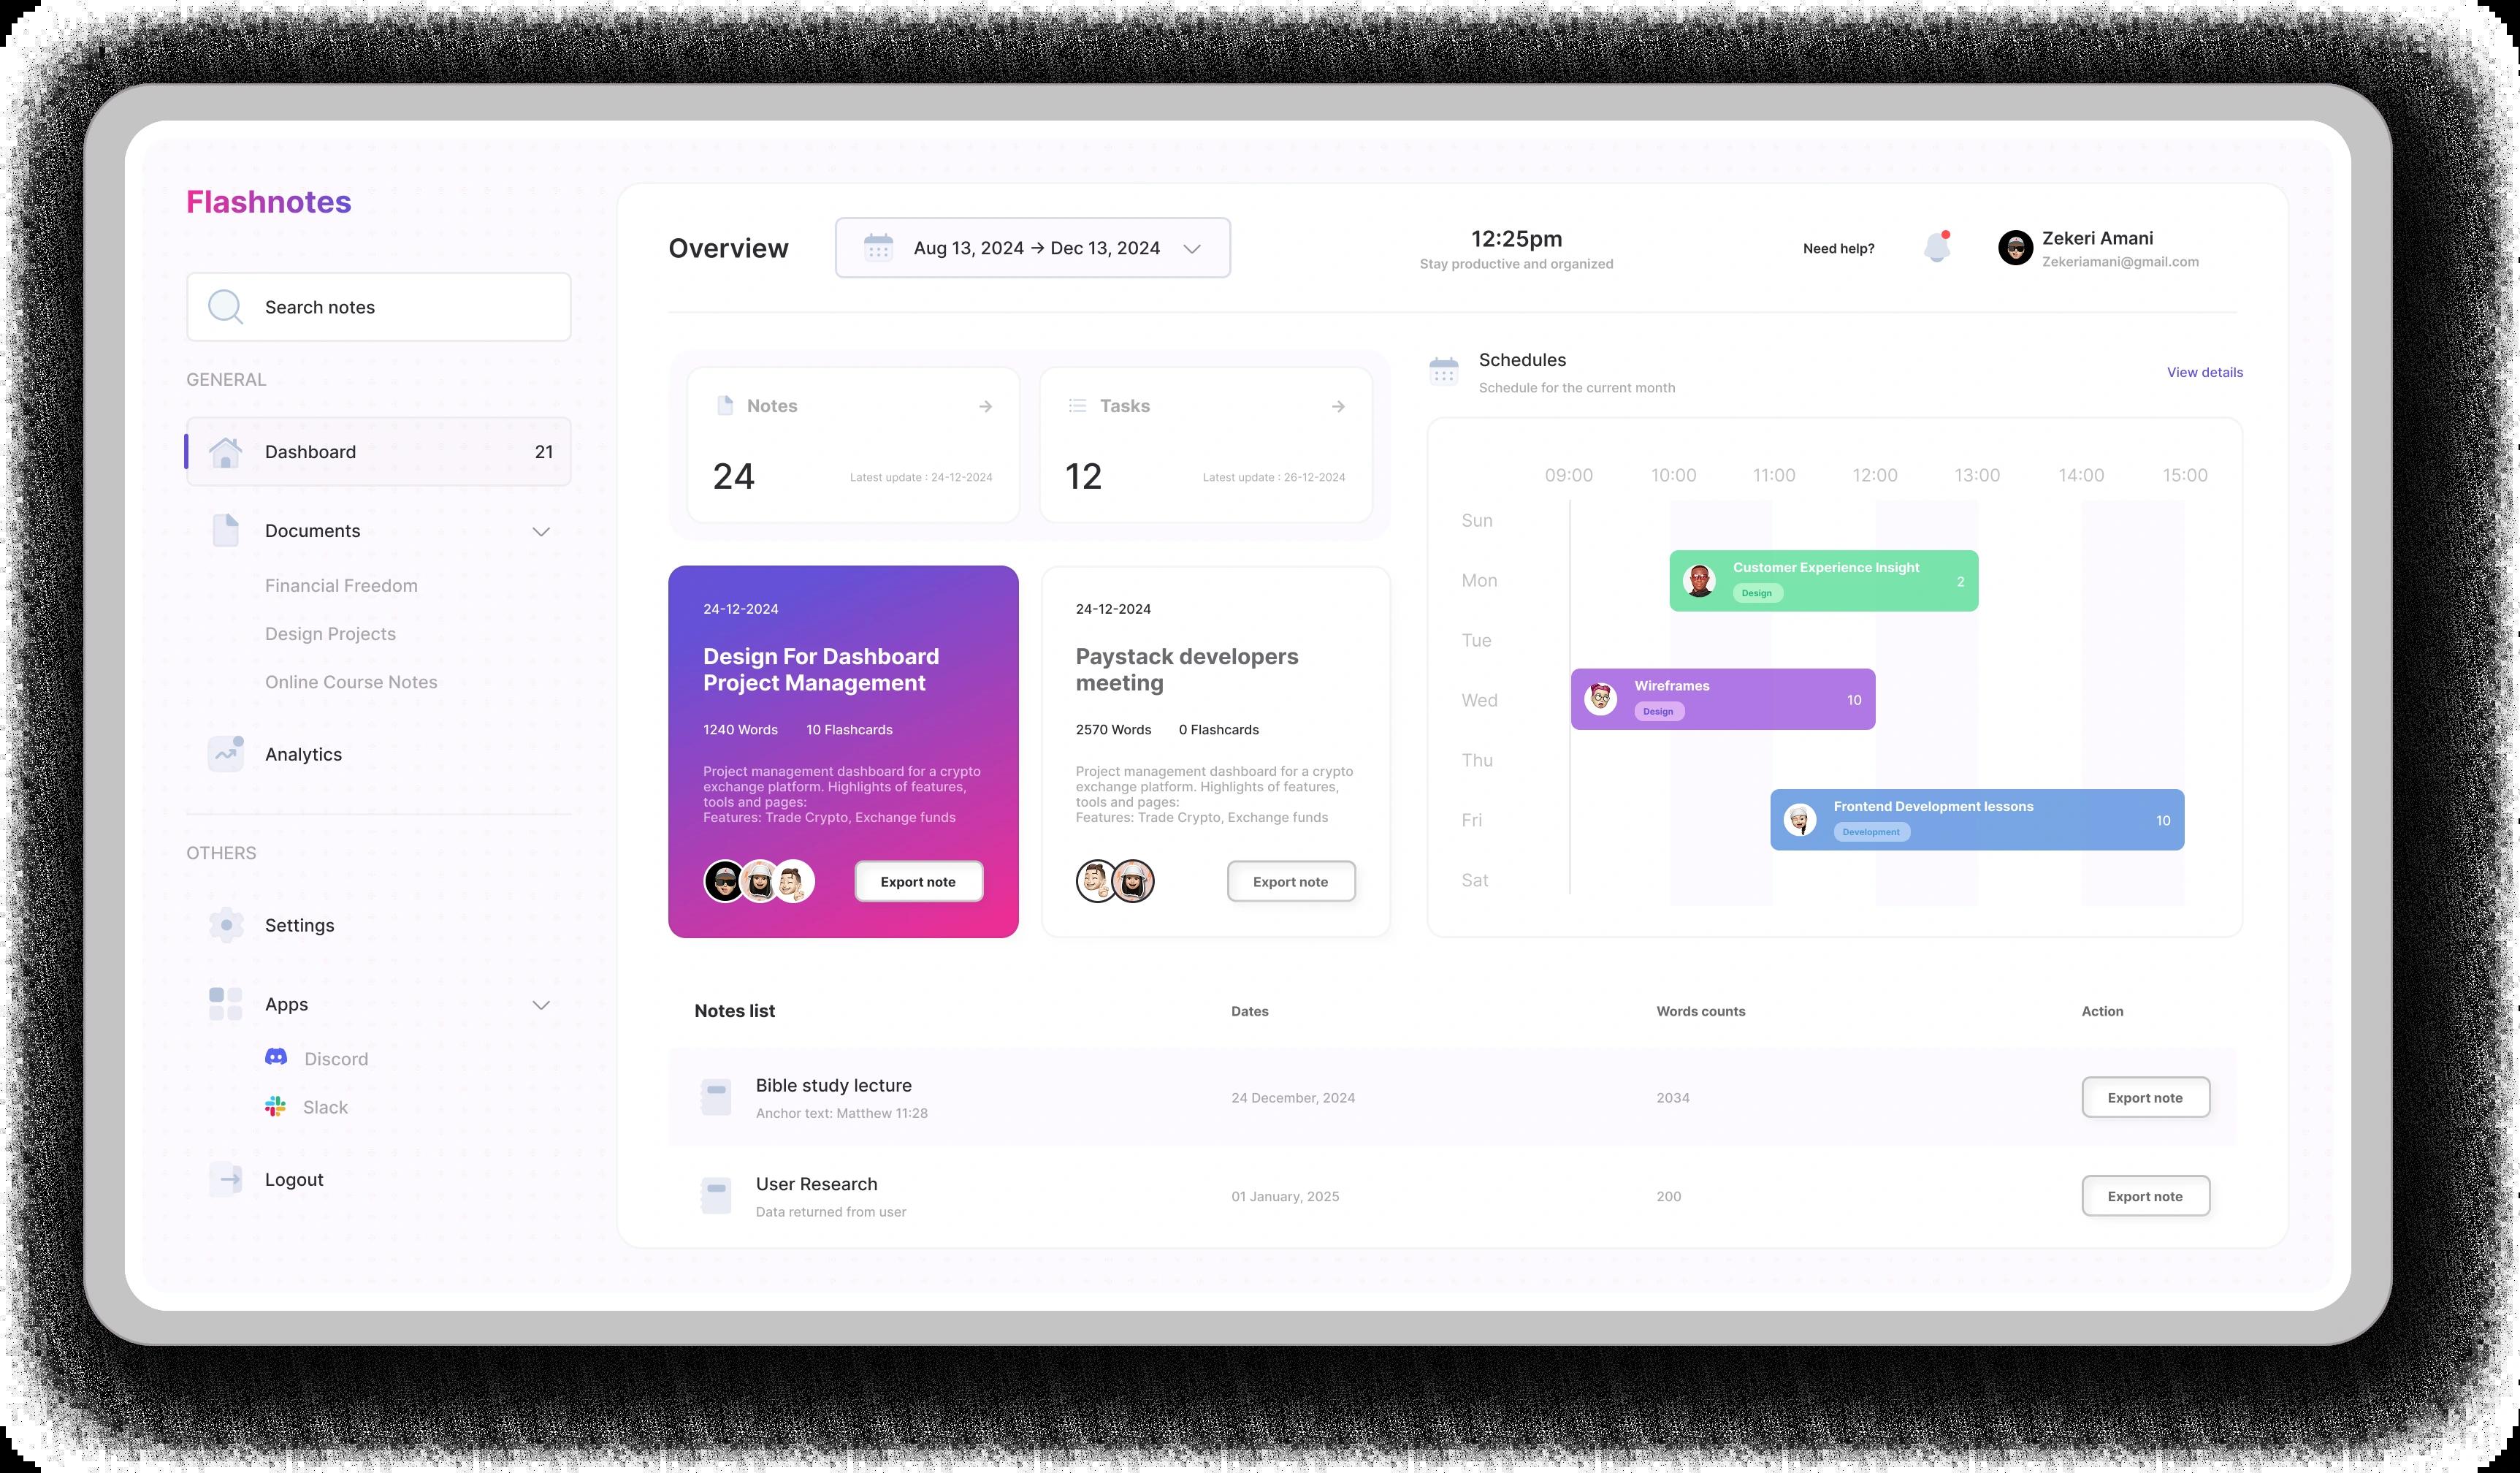 Flashnotes
Search notes
GENERAL
Dashboard 21
Documents
Financial Freedom
Design Projects
Online Course Notes
Analytics
OTHERS
Settings
Apps
Discord
Slack
Logout
Overview
Aug 13, 2024 → Dec 13, 2024
12:25pm
Stay productive and organized
Need help?
Zekeri Amani
Zekeriamani@gmail.com
Notes
24
Latest update : 24-12-2024
Tasks
12
Latest update : 26-12-2024
24-12-2024
Design For Dashboard
Project Management
1240 Words 10 Flashcards
Project management dashboard for a crypto
exchange platform. Highlights of features,
tools and pages:
Features: Trade Crypto, Exchange funds
Export note
24-12-2024
Paystack developers
meeting
2570 Words 0 Flashcards
Project management dashboard for a crypto
exchange platform. Highlights of features,
tools and pages:
Features: Trade Crypto, Exchange funds
Export note
Schedules
Schedule for the current month
View details
09:00 10:00 11:00 12:00 13:00 14:00 15:00
Sun
Mon
Customer Experience Insight
Design
2
Tue
Wed
Wireframes
Design
10
Thu
Fri
Frontend Development lessons
Development
10
Sat
Notes list Dates Words counts Action
Bible study lecture
Anchor text: Matthew 11:28
24 December, 2024 2034 Export note
User Research
Data returned from user
01 January, 2025 200 Export note